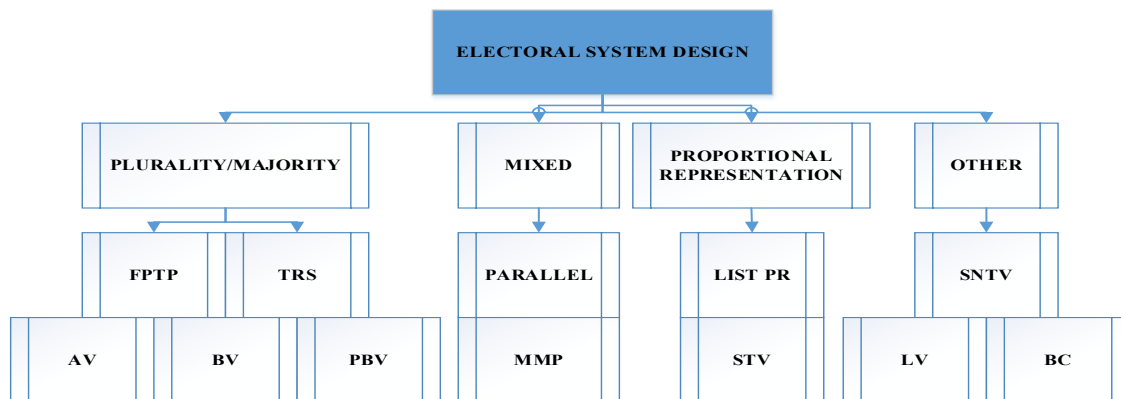 ELECTORAL SYSTEM DESIGN
PLURALITY/MAJORITY
MIXED
PROPORTIONAL
REPRESENTATION
OTHER
FPTP
TRS
PARALLEL
LIST PR
SNTV
AV
BV
PBV
MMP
STV
LV
BC